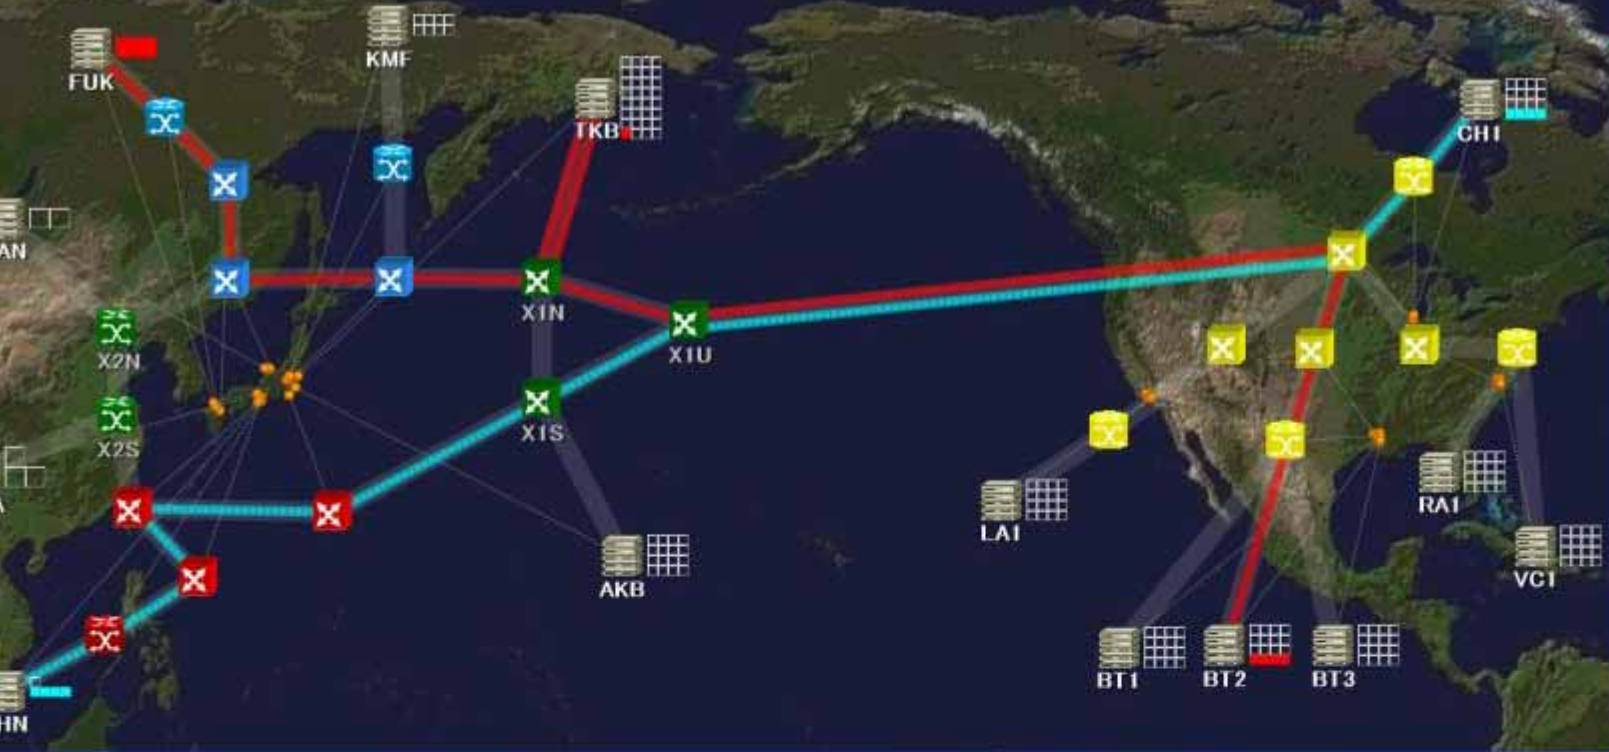 KMF
FUK
TKB
CH1
AN
X1N
X2N
X1U
X1S
X2S
RA1
LA1
VC1
AKB
BT1
BT2
BT3
HN